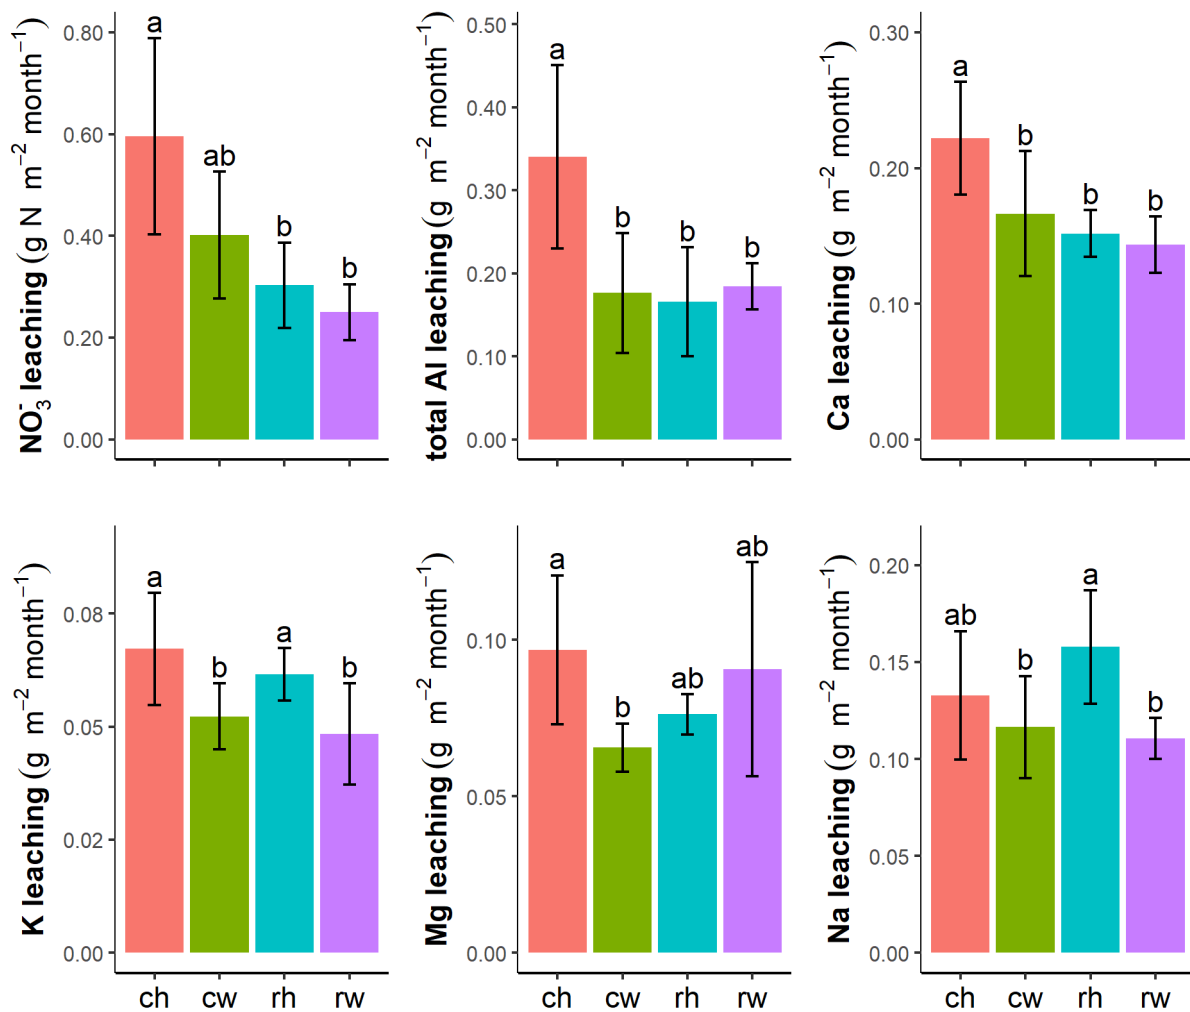 NO₃⁻ leaching (g N m⁻² month⁻¹)
0.80
0.60
0.40
0.20
0.00
a
ab
b
b
total Al leaching (g m⁻² month⁻¹)
0.50
0.40
0.30
0.20
0.10
0.00
a
b
b
b
Ca leaching (g m⁻² month⁻¹)
0.30
0.20
0.10
0.00
a
b
b
b
K leaching (g m⁻² month⁻¹)
0.08
0.05
0.02
0.00
a
b
a
b
ch cw rh rw
Mg leaching (g m⁻² month⁻¹)
0.10
0.05
0.00
a
b
ab
ab
ch cw rh rw
Na leaching (g m⁻² month⁻¹)
0.20
0.15
0.10
0.05
0.00
ab
b
a
b
ch cw rh rw